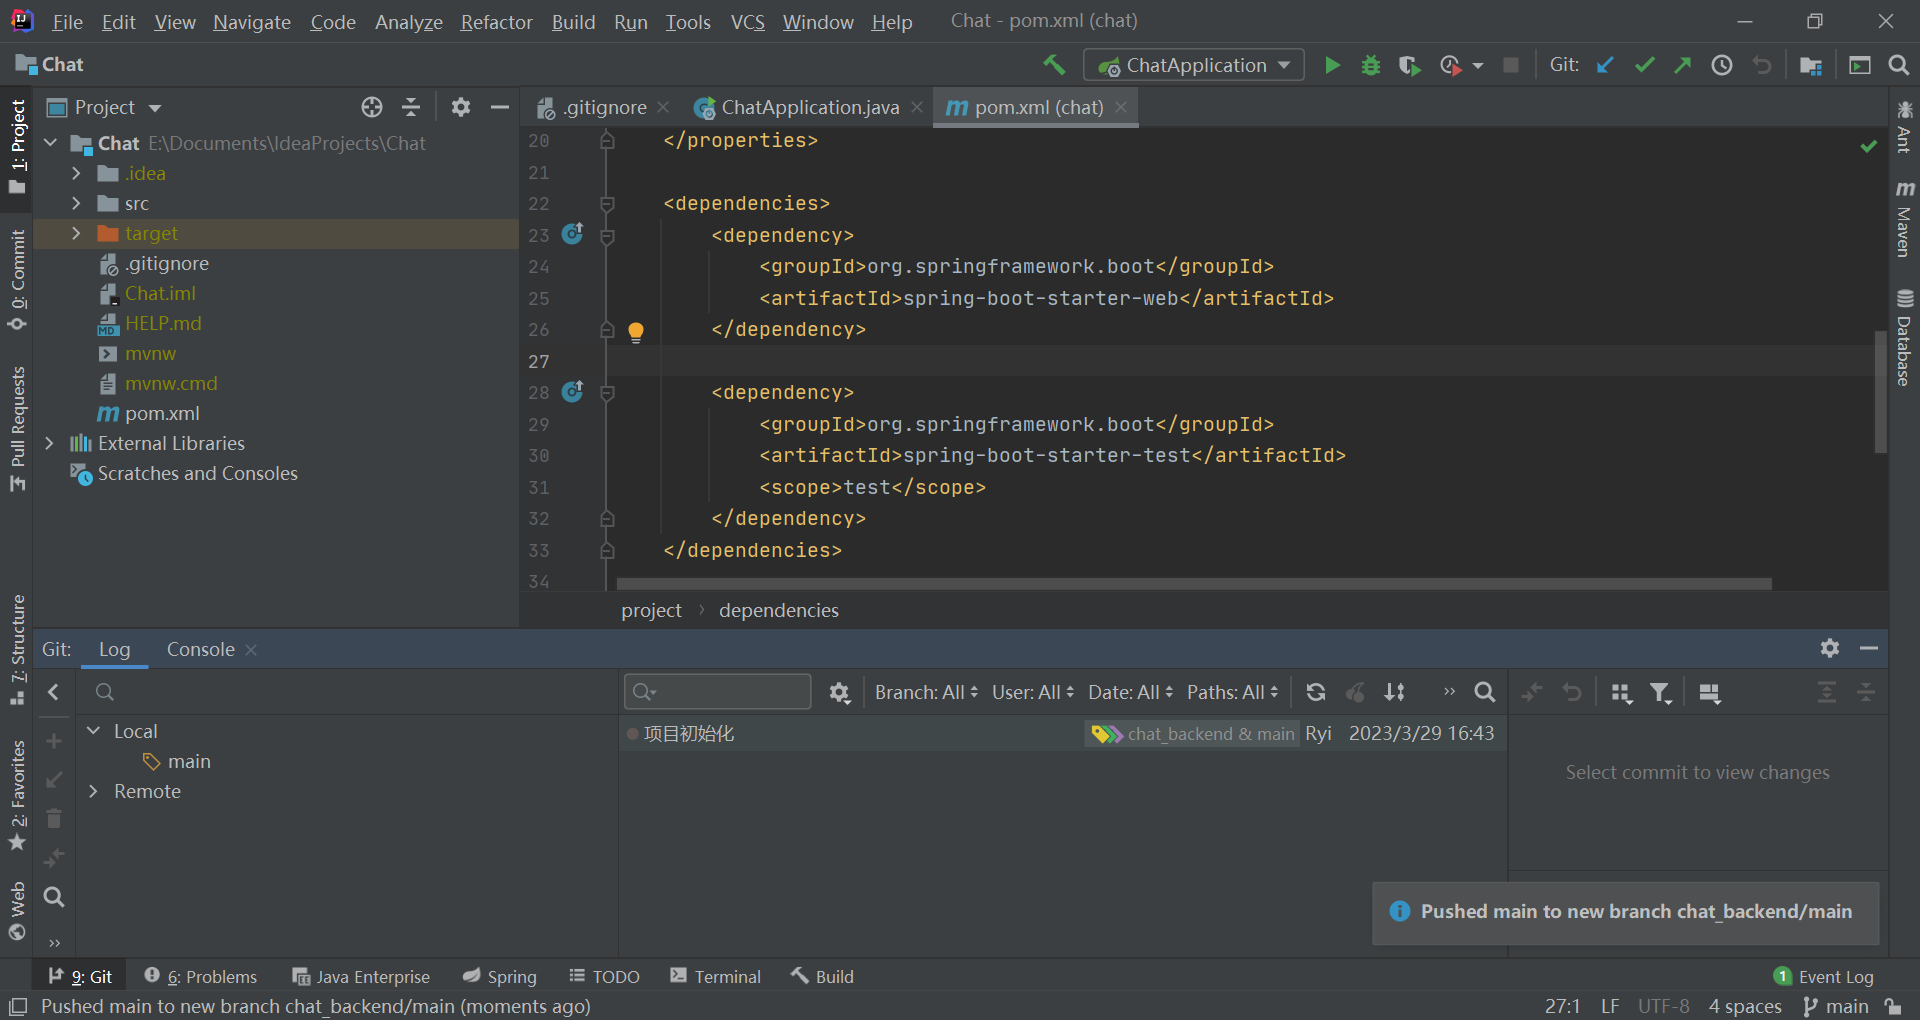 File Edit View Navigate Code Analyze Refactor Build Run Tools VCS Window Help Chat - pom.xml (chat)
Chat ChatApplication Git:
1: Project
0: Commit
Pull Requests
7: Structure
2: Favorites
Web
Project
Chat E:\Documents\IdeaProjects\Chat
.idea
src
target
.gitignore
Chat.iml
MD HELP.md
mvnw
mvnw.cmd
m pom.xml
External Libraries
Scratches and Consoles
.gitignore ChatApplication.java m pom.xml (chat)
20 </properties>
21
22 <dependencies>
23 <dependency>
24 <groupId>org.springframework.boot</groupId>
25 <artifactId>spring-boot-starter-web</artifactId>
26 </dependency>
27
28 <dependency>
29 <groupId>org.springframework.boot</groupId>
30 <artifactId>spring-boot-starter-test</artifactId>
31 <scope>test</scope>
32 </dependency>
33 </dependencies>
34
project › dependencies
Ant
m Maven
Database
Git: Log Console
Local
main
Remote
Branch: All User: All Date: All Paths: All »
项目初始化 chat_backend & main Ryi 2023/3/29 16:43
Select commit to view changes
Pushed main to new branch chat_backend/main
»
9: Git 6: Problems Java Enterprise Spring TODO Terminal Build 1 Event Log
Pushed main to new branch chat_backend/main (moments ago) 27:1 LF UTF-8 4 spaces main